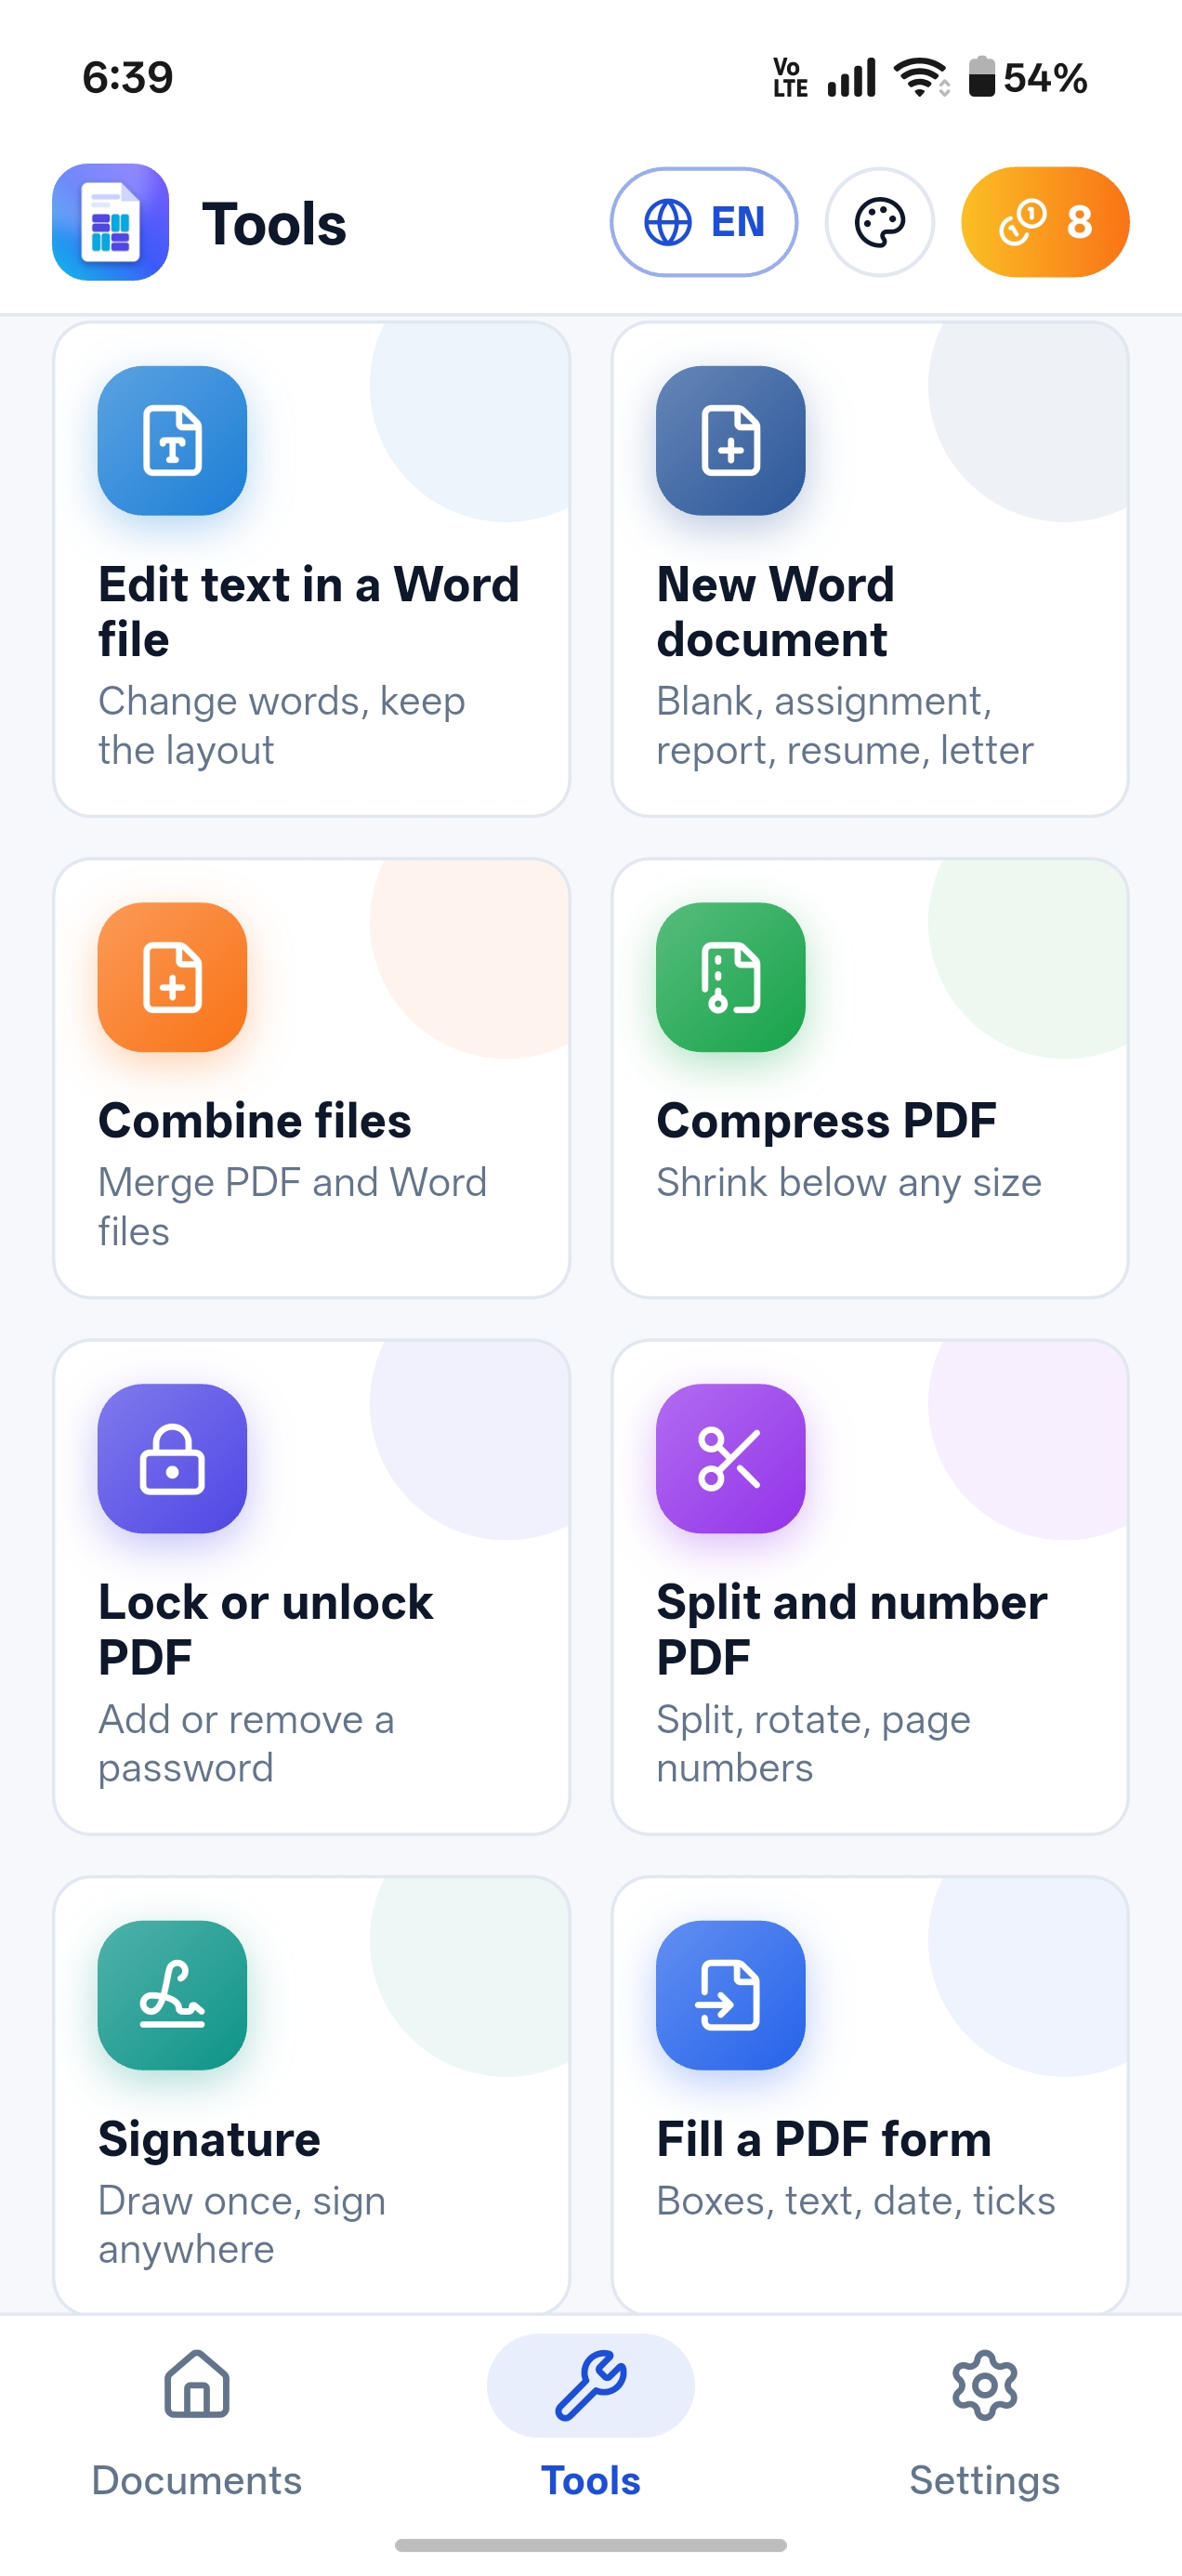 6:39
Vo LTE 54%
Tools
EN
8
Edit text in a Word
file
Change words, keep
the layout
New Word
document
Blank, assignment,
report, resume, letter
Combine files
Merge PDF and Word
files
Compress PDF
Shrink below any size
Lock or unlock
PDF
Add or remove a
password
Split and number
PDF
Split, rotate, page
numbers
Signature
Draw once, sign
anywhere
Fill a PDF form
Boxes, text, date, ticks
Documents
Tools
Settings